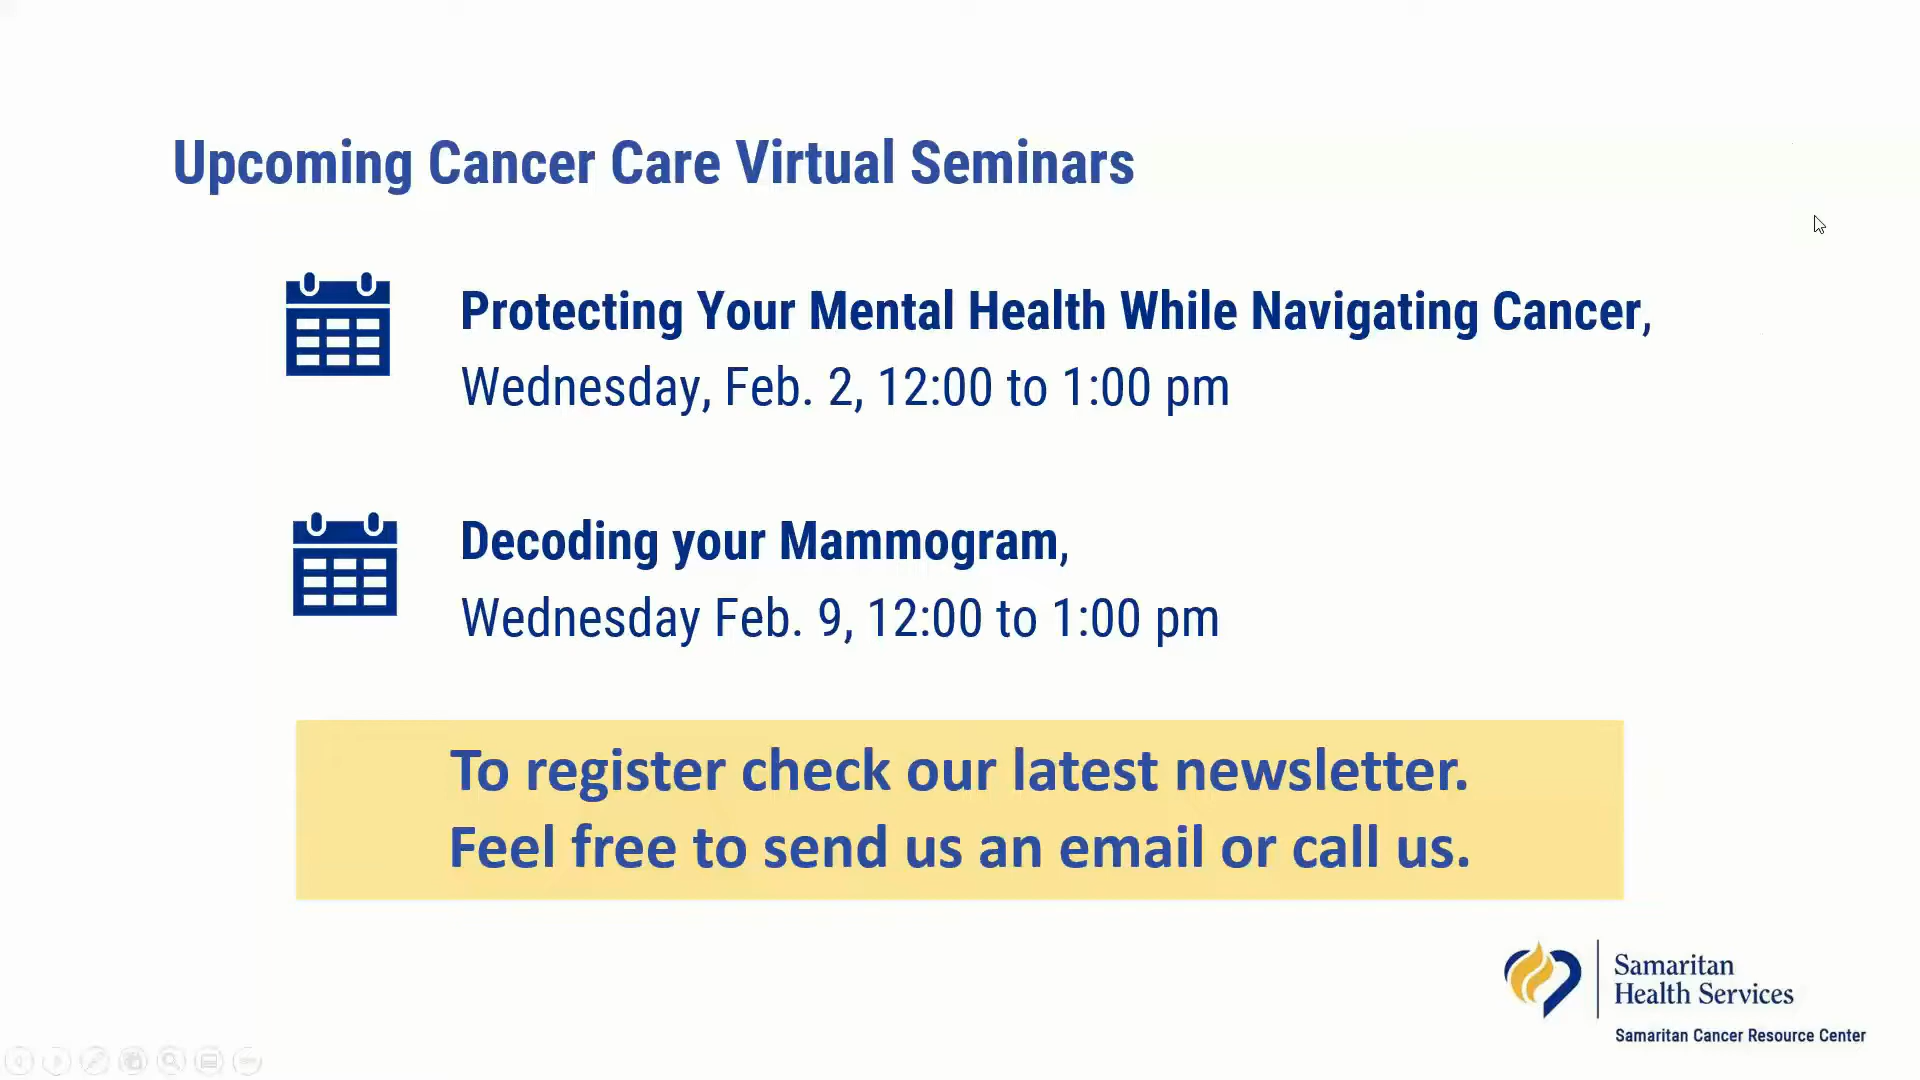 Upcoming Cancer Care Virtual Seminars
Protecting Your Mental Health While Navigating Cancer,
Wednesday, Feb. 2, 12:00 to 1:00 pm
Decoding your Mammogram,
Wednesday Feb. 9, 12:00 to 1:00 pm
To register check our latest newsletter.
Feel free to send us an email or call us.
Samaritan
Health Services
Samaritan Cancer Resource Center